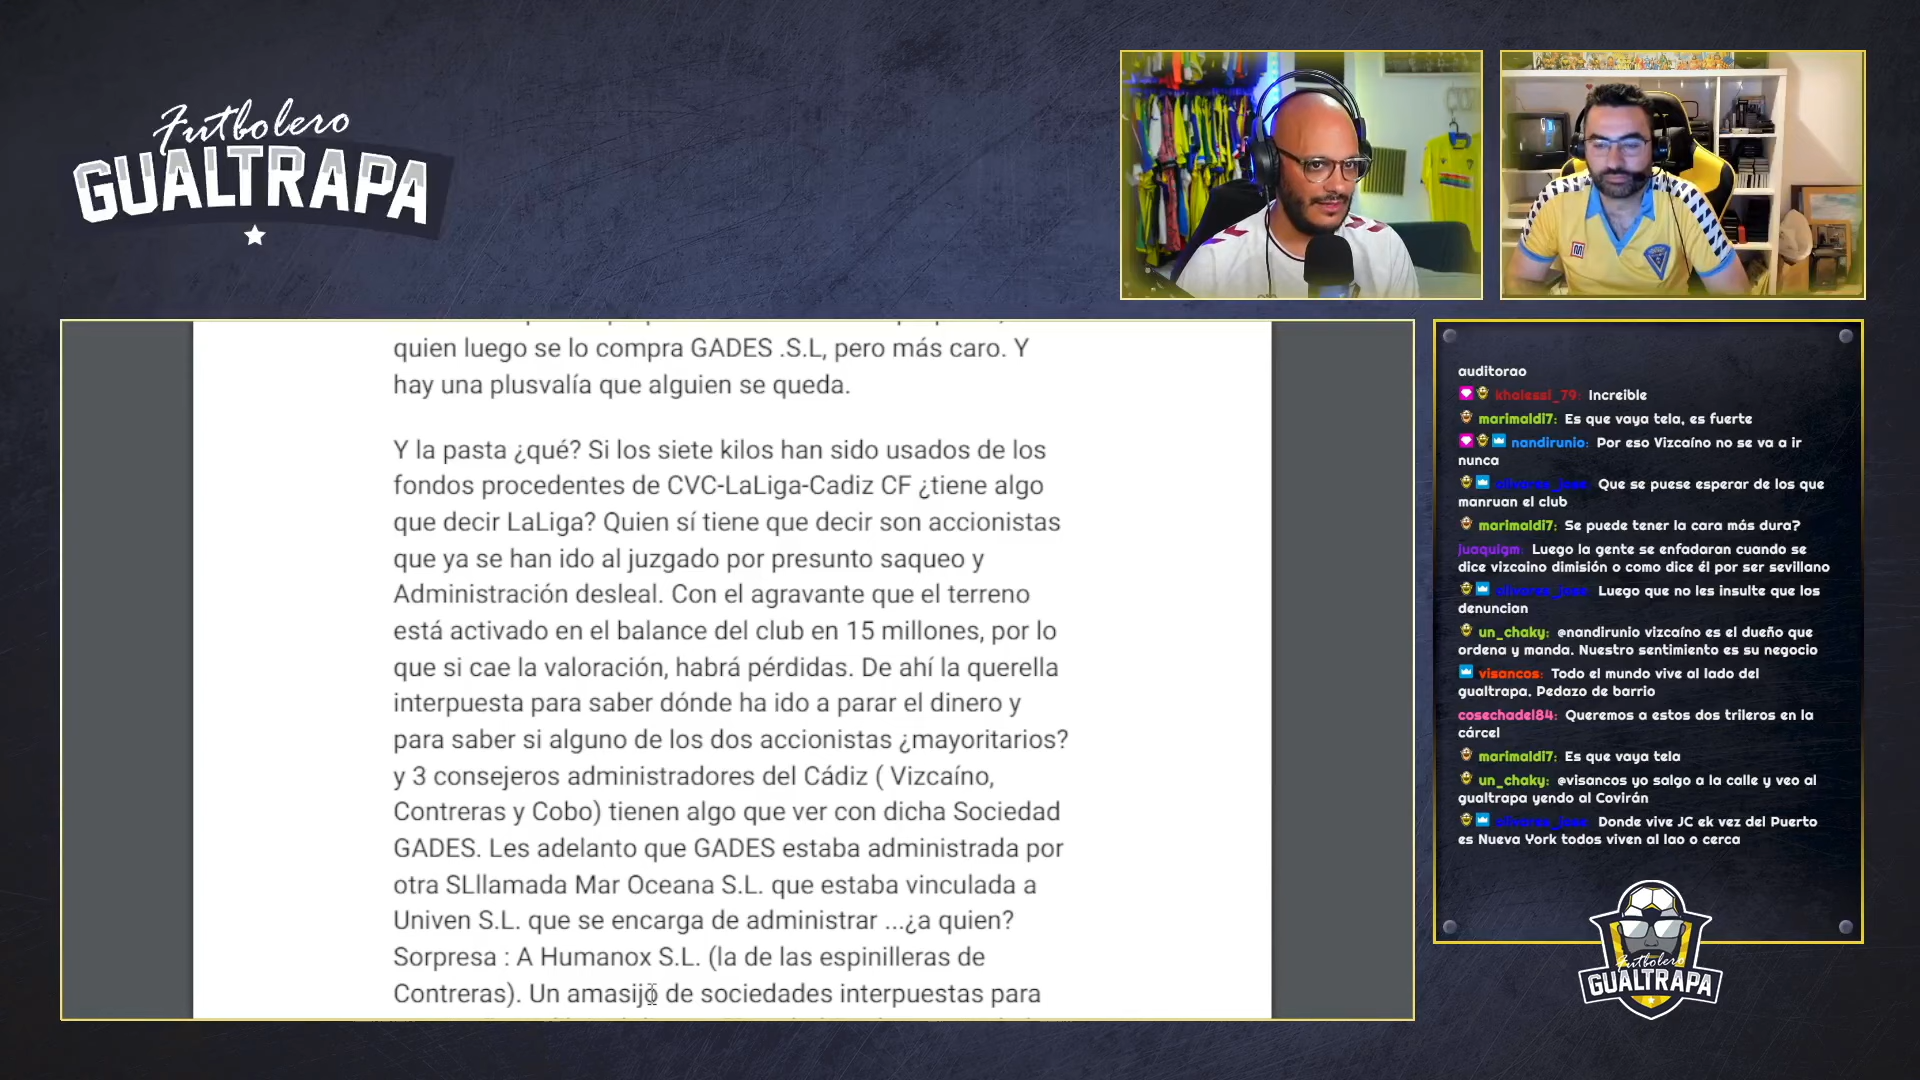 Futbolero
GUALTRAPA
quien luego se lo compra GADES .S.L, pero más caro. Y
hay una plusvalía que alguien se queda.
Y la pasta ¿qué? Si los siete kilos han sido usados de los
fondos procedentes de CVC-LaLiga-Cadiz CF ¿tiene algo
que decir LaLiga? Quien sí tiene que decir son accionistas
que ya se han ido al juzgado por presunto saqueo y
Administración desleal. Con el agravante que el terreno
está activado en el balance del club en 15 millones, por lo
que si cae la valoración, habrá pérdidas. De ahí la querella
interpuesta para saber dónde ha ido a parar el dinero y
para saber si alguno de los dos accionistas ¿mayoritarios?
y 3 consejeros administradores del Cádiz ( Vizcaíno,
Contreras y Cobo) tienen algo que ver con dicha Sociedad
GADES. Les adelanto que GADES estaba administrada por
otra SLllamada Mar Oceana S.L. que estaba vinculada a
Univen S.L. que se encarga de administrar ...¿a quien?
Sorpresa : A Humanox S.L. (la de las espinilleras de
Contreras). Un amasijo de sociedades interpuestas para
auditorao
khalessi_79: Increible
marimaldi7: Es que vaya tela, es fuerte
nandirunio: Por eso Vizcaíno no se va a ir
nunca
olivares_jose: Que se puese esperar de los que
manruan el club
marimaldi7: Se puede tener la cara más dura?
juaquigm: Luego la gente se enfadaran cuando se
dice vizcaino dimisión o como dice él por ser sevillano
olivares_jose: Luego que no les insulte que los
denuncian
un_chaky: @nandirunio vizcaíno es el dueño que
ordena y manda. Nuestro sentimiento es su negocio
visancos: Todo el mundo vive al lado del
gualtrapa. Pedazo de barrio
cosechadel84: Queremos a estos dos trileros en la
cárcel
marimaldi7: Es que vaya tela
un_chaky: @visancos yo salgo a la calle y veo al
gualtrapa yendo al Covirán
olivares_jose: Donde vive JC ek vez del Puerto
es Nueva York todos viven al lao o cerca
Futbolero
GUALTRAPA